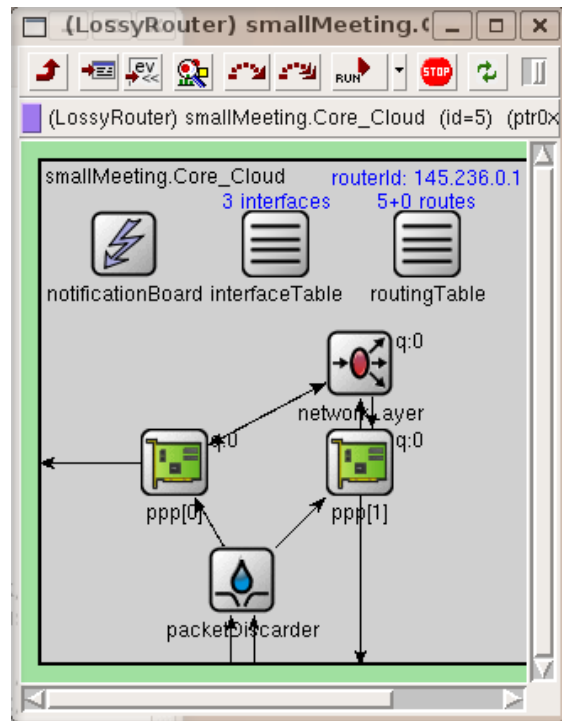 (LossyRouter) smallMeeting.C
ev
<<
RUN
STOP
(LossyRouter) smallMeeting.Core_Cloud (id=5) (ptr0x
smallMeeting.Core_Cloud routerId: 145.236.0.1
3 interfaces 5+0 routes
notificationBoard interfaceTable routingTable
q:0
networkLayer
q:0 q:0
ppp[0] ppp[1]
packetDiscarder